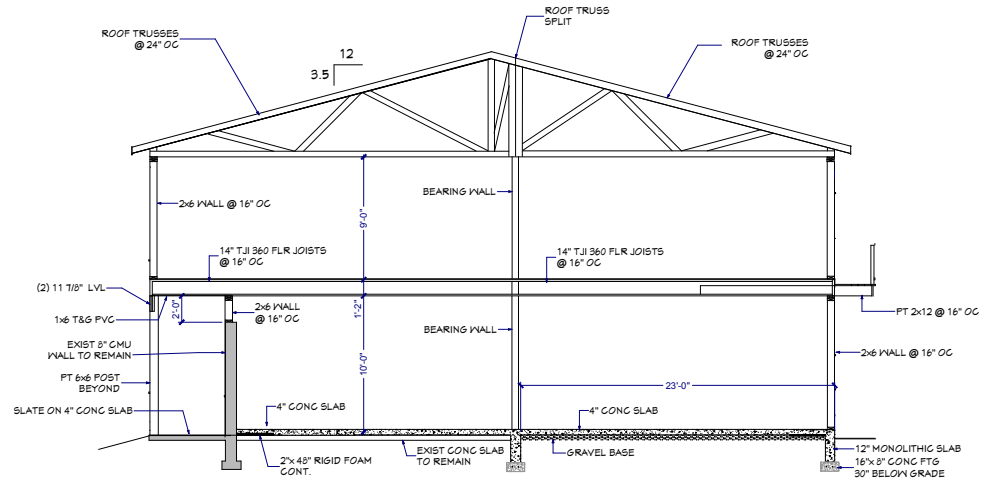 ROOF TRUSS
SPLIT
ROOF TRUSSES
@ 24" OC
12
3.5
ROOF TRUSSES
@ 24" OC
BEARING WALL
2x6 WALL @ 16" OC
9'-0"
14" TJI 360 FLR JOISTS
@ 16" OC
14" TJI 360 FLR JOISTS
@ 16" OC
(2) 11 7/8" LVL
2'-0"
2x6 WALL
@ 16" OC
1'-2"
PT 2x12 @ 16" OC
1x6 T&G PVC
BEARING WALL
EXIST 8" CMU
WALL TO REMAIN
2x6 WALL @ 16" OC
10'-0"
PT 6x6 POST
BEYOND
23'-0"
SLATE ON 4" CONC SLAB
4" CONC SLAB
4" CONC SLAB
2"x 48" RIGID FOAM
CONT.
EXIST CONC SLAB
TO REMAIN
GRAVEL BASE
12" MONOLITHIC SLAB
16"x 8" CONC FTG
30" BELOW GRADE